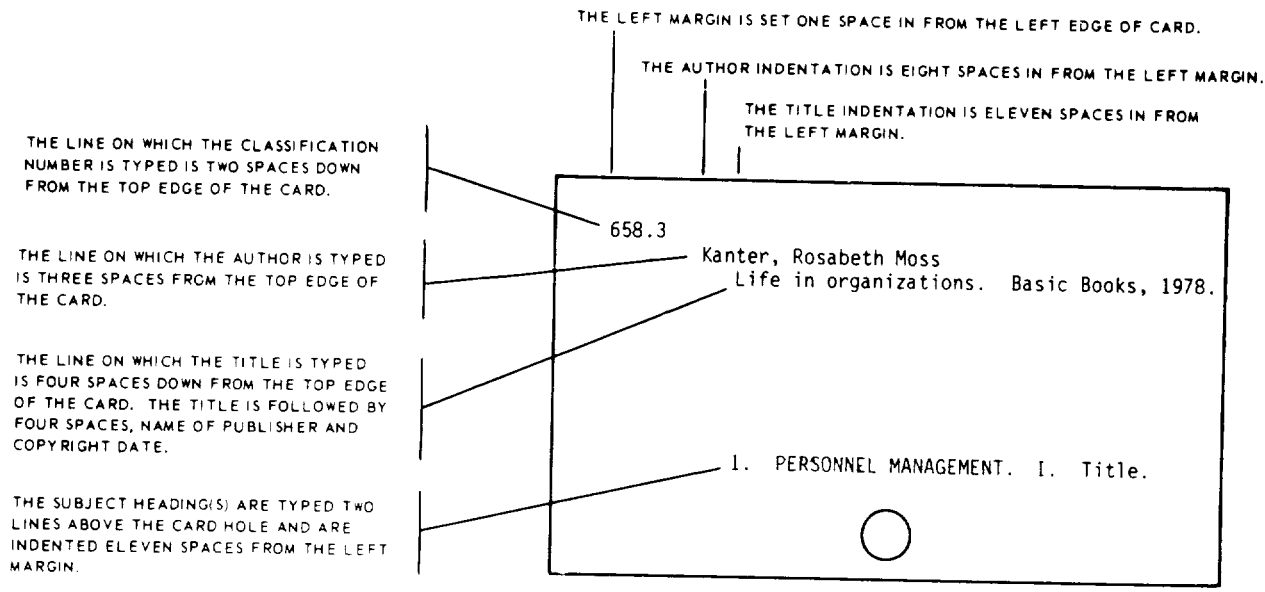 THE LEFT MARGIN IS SET ONE SPACE IN FROM THE LEFT EDGE OF CARD.
THE AUTHOR INDENTATION IS EIGHT SPACES IN FROM THE LEFT MARGIN.
THE TITLE INDENTATION IS ELEVEN SPACES IN FROM
THE LEFT MARGIN.
THE LINE ON WHICH THE CLASSIFICATION
NUMBER IS TYPED IS TWO SPACES DOWN
FROM THE TOP EDGE OF THE CARD.
658.3
THE LINE ON WHICH THE AUTHOR IS TYPED
IS THREE SPACES FROM THE TOP EDGE OF
THE CARD.
Kanter, Rosabeth Moss
Life in organizations. Basic Books, 1978.
THE LINE ON WHICH THE TITLE IS TYPED
IS FOUR SPACES DOWN FROM THE TOP EDGE
OF THE CARD. THE TITLE IS FOLLOWED BY
FOUR SPACES, NAME OF PUBLISHER AND
COPYRIGHT DATE.
1. PERSONNEL MANAGEMENT. I. Title.
THE SUBJECT HEADING(S) ARE TYPED TWO
LINES ABOVE THE CARD HOLE AND ARE
INDENTED ELEVEN SPACES FROM THE LEFT
MARGIN.